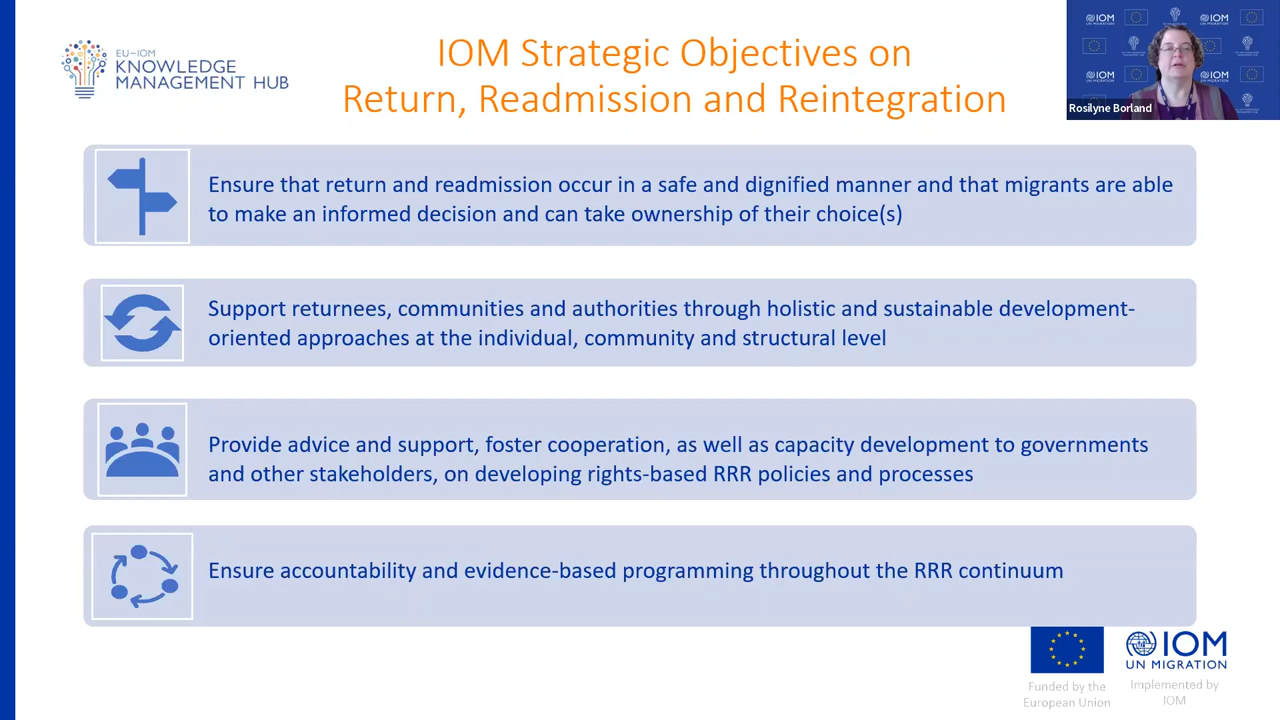 EU–IOM
KNOWLEDGE
MANAGEMENT HUB
IOM Strategic Objectives on
Return, Readmission and Reintegration
IOM
IOM
IOM
IOM
Rosilyne Borland
Ensure that return and readmission occur in a safe and dignified manner and that migrants are able
to make an informed decision and can take ownership of their choice(s)
Support returnees, communities and authorities through holistic and sustainable development-
oriented approaches at the individual, community and structural level
Provide advice and support, foster cooperation, as well as capacity development to governments
and other stakeholders, on developing rights-based RRR policies and processes
Ensure accountability and evidence-based programming throughout the RRR continuum
Funded by the
European Union
IOM
UN MIGRATION
Implemented by
IOM